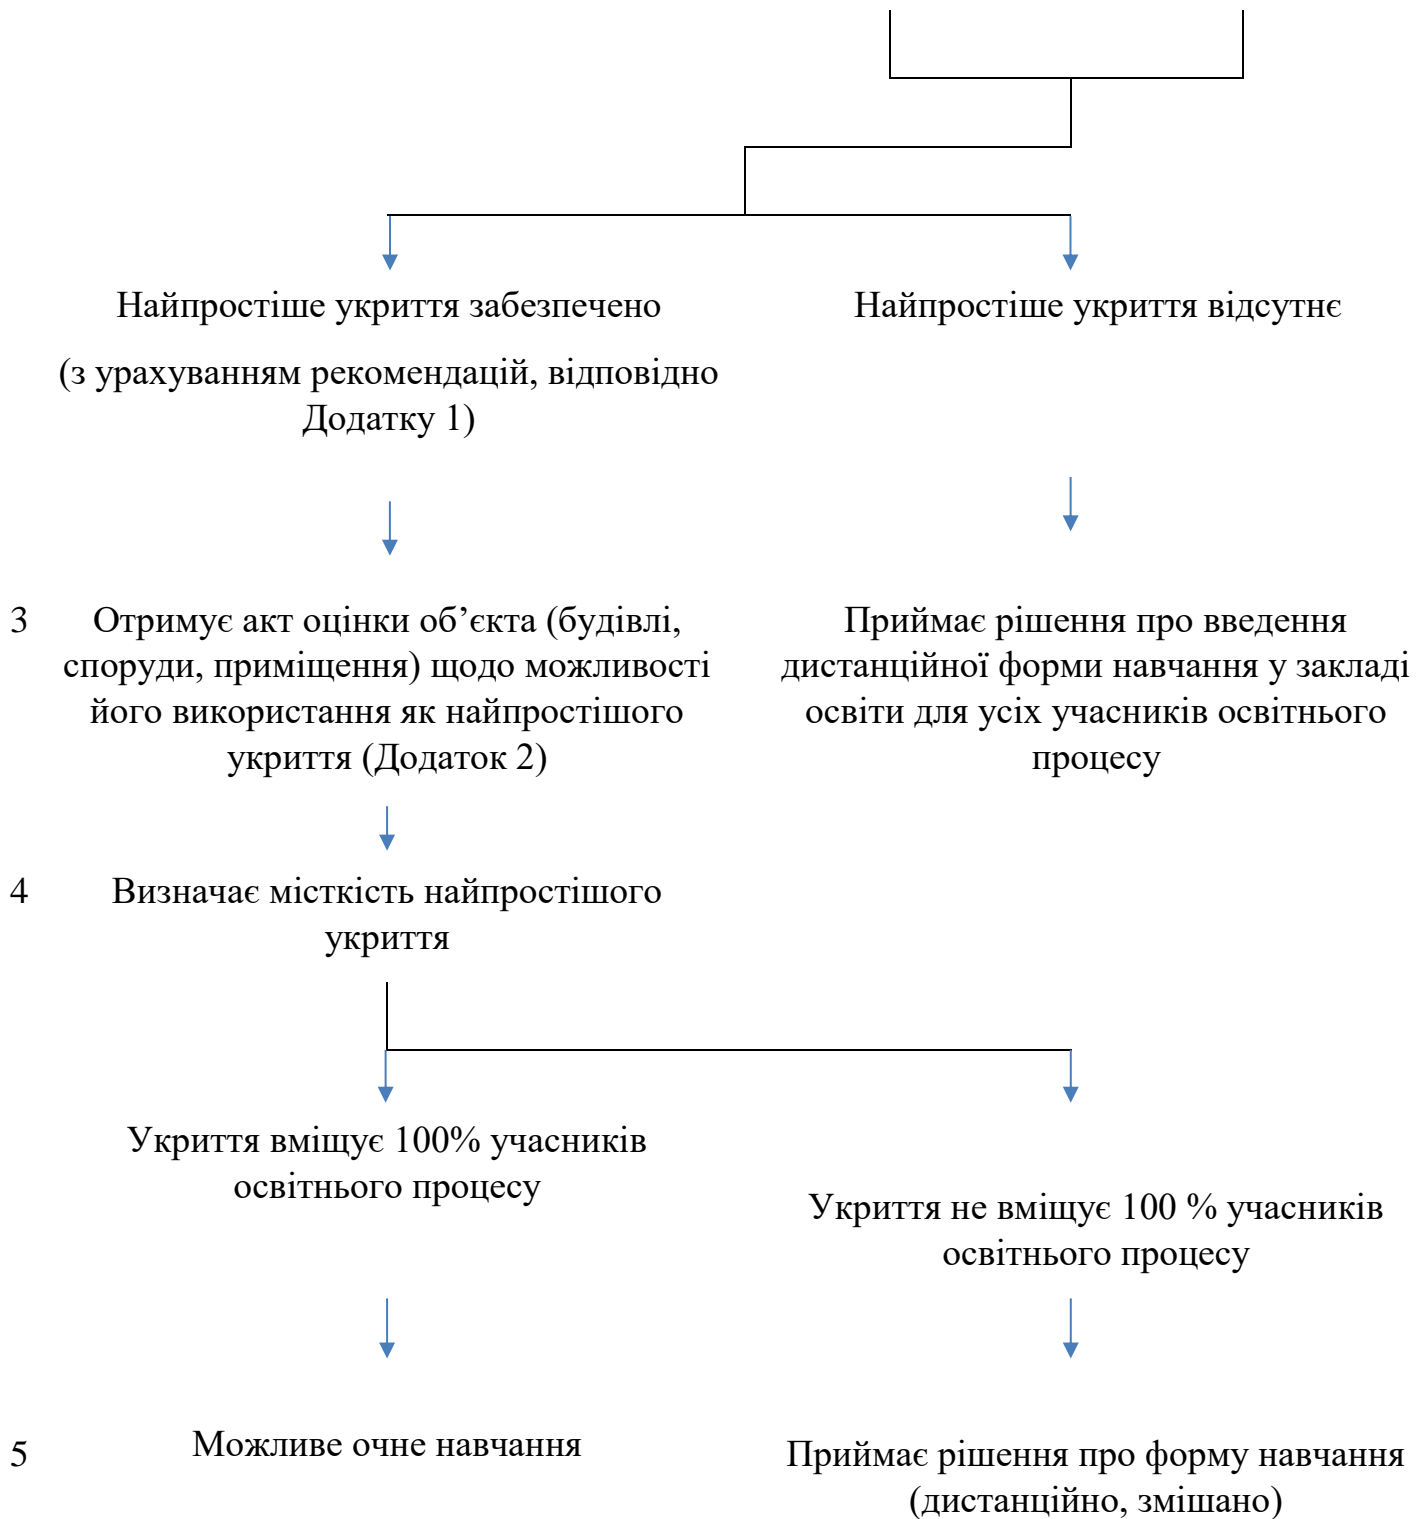 Найпростіше укриття забезпечено
(з урахуванням рекомендацій, відповідно
Додатку 1)
Найпростіше укриття відсутнє
3
Отримує акт оцінки об’єкта (будівлі,
споруди, приміщення) щодо можливості
його використання як найпростішого
укриття (Додаток 2)
Приймає рішення про введення
дистанційної форми навчання у закладі
освіти для усіх учасників освітнього
процесу
4
Визначає місткість найпростішого
укриття
Укриття вміщує 100% учасників
освітнього процесу
Укриття не вміщує 100 % учасників
освітнього процесу
5
Можливе очне навчання
Приймає рішення про форму навчання
(дистанційно, змішано)